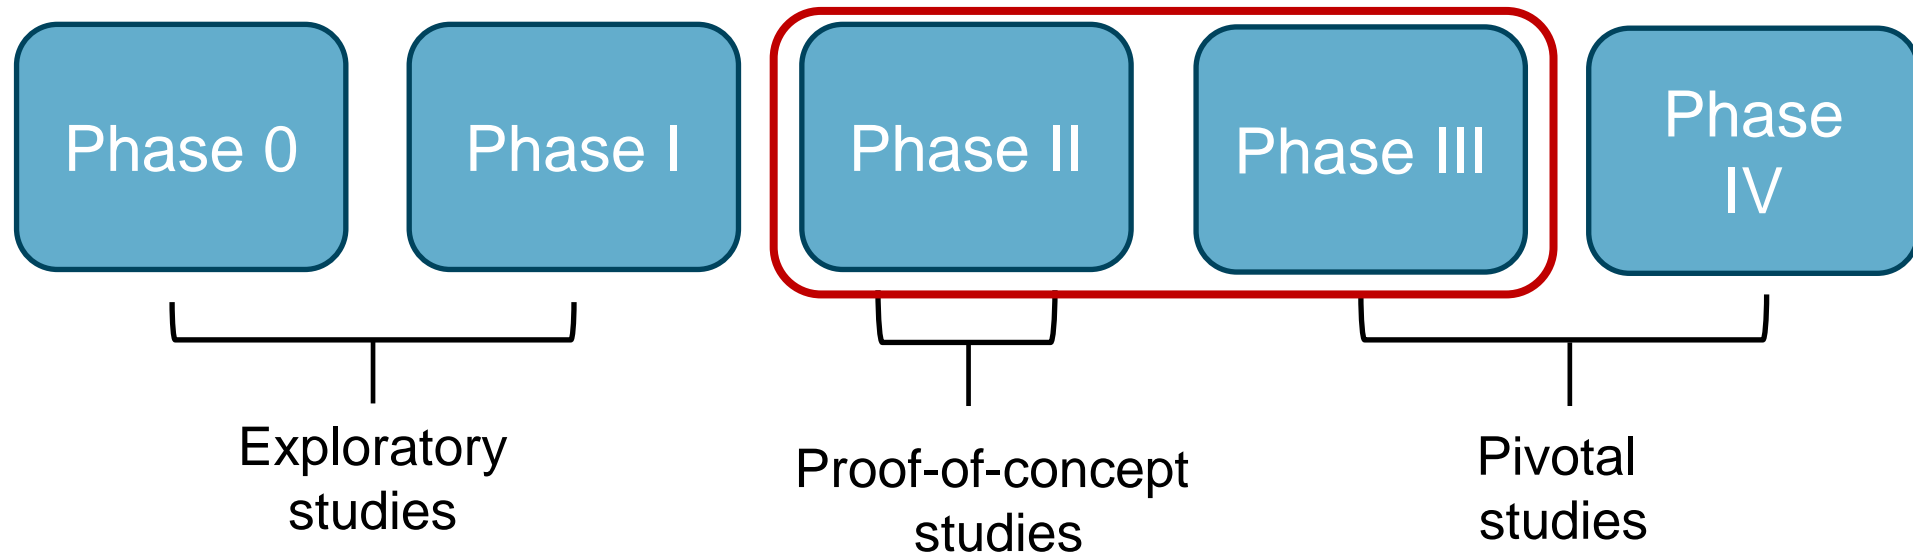 Phase 0
Phase I
Phase II
Phase III
Phase
IV
Exploratory
studies
Proof-of-concept
studies
Pivotal
studies